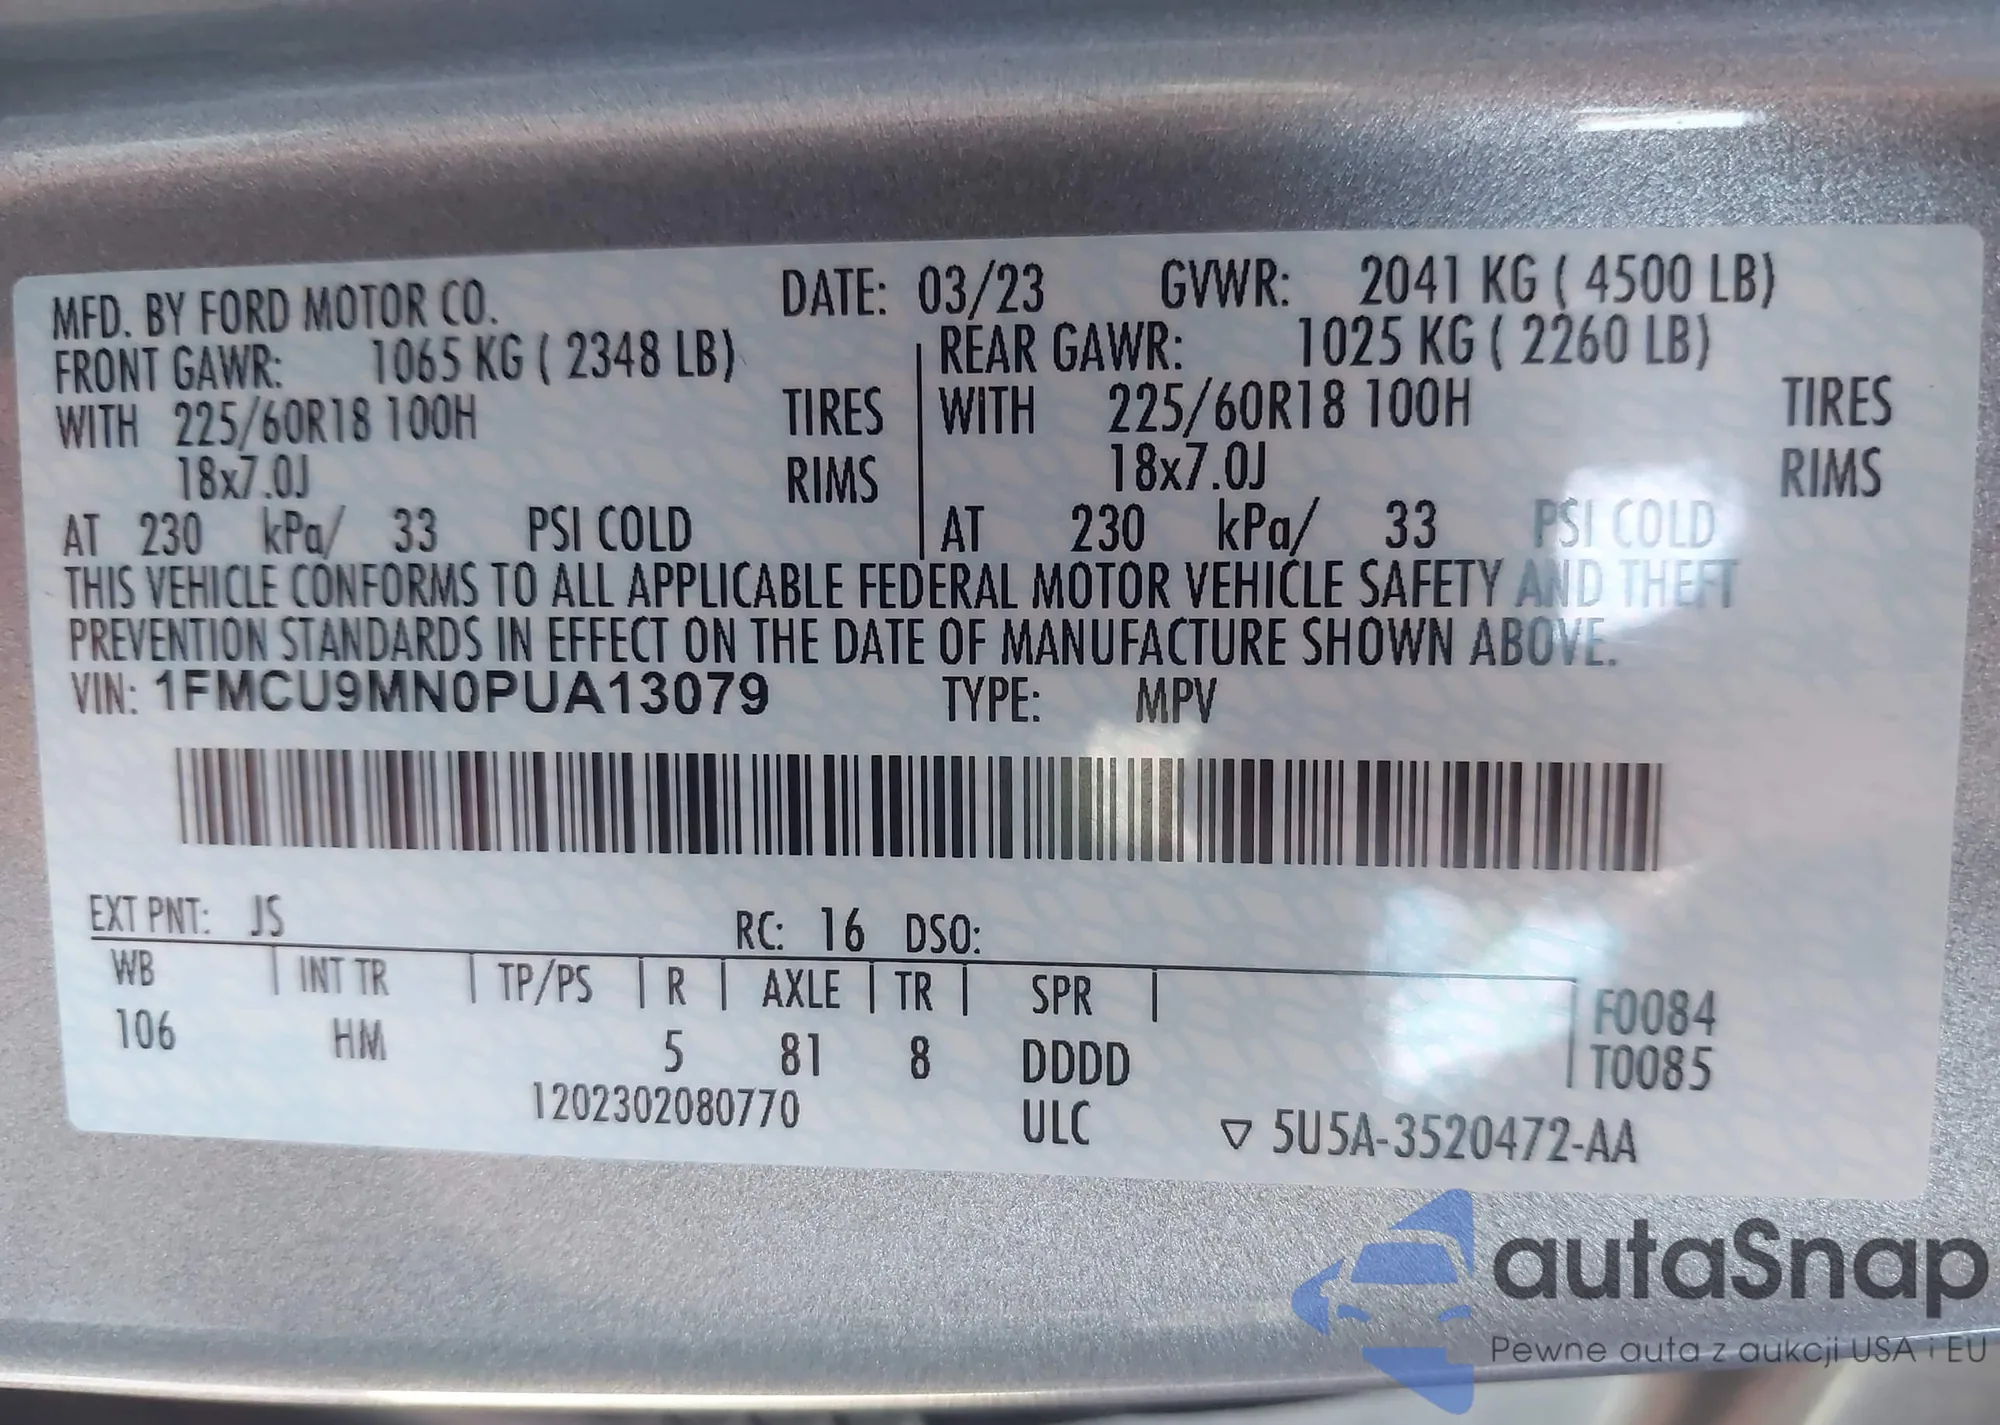 MFD. BY FORD MOTOR CO. DATE: 03/23 GVWR: 2041 KG ( 4500 LB)
FRONT GAWR: 1065 KG ( 2348 LB) REAR GAWR: 1025 KG ( 2260 LB)
WITH 225/60R18 100H TIRES WITH 225/60R18 100H TIRES
18x7.0J RIMS 18x7.0J RIMS
AT 230 kPa/ 33 PSI COLD AT 230 kPa/ 33 PSI COLD
THIS VEHICLE CONFORMS TO ALL APPLICABLE FEDERAL MOTOR VEHICLE SAFETY AND THEFT
PREVENTION STANDARDS IN EFFECT ON THE DATE OF MANUFACTURE SHOWN ABOVE.
VIN: 1FMCU9MN0PUA13079 TYPE: MPV
EXT PNT: JS RC: 16 DSO:
WB INT TR TP/PS R AXLE TR SPR F0084
106 HM 5 81 8 DDDD T0085
1202302080770 ULC ▽ 5U5A-3520472-AA
autaSnap
Pewne auta z aukcji USA i EU